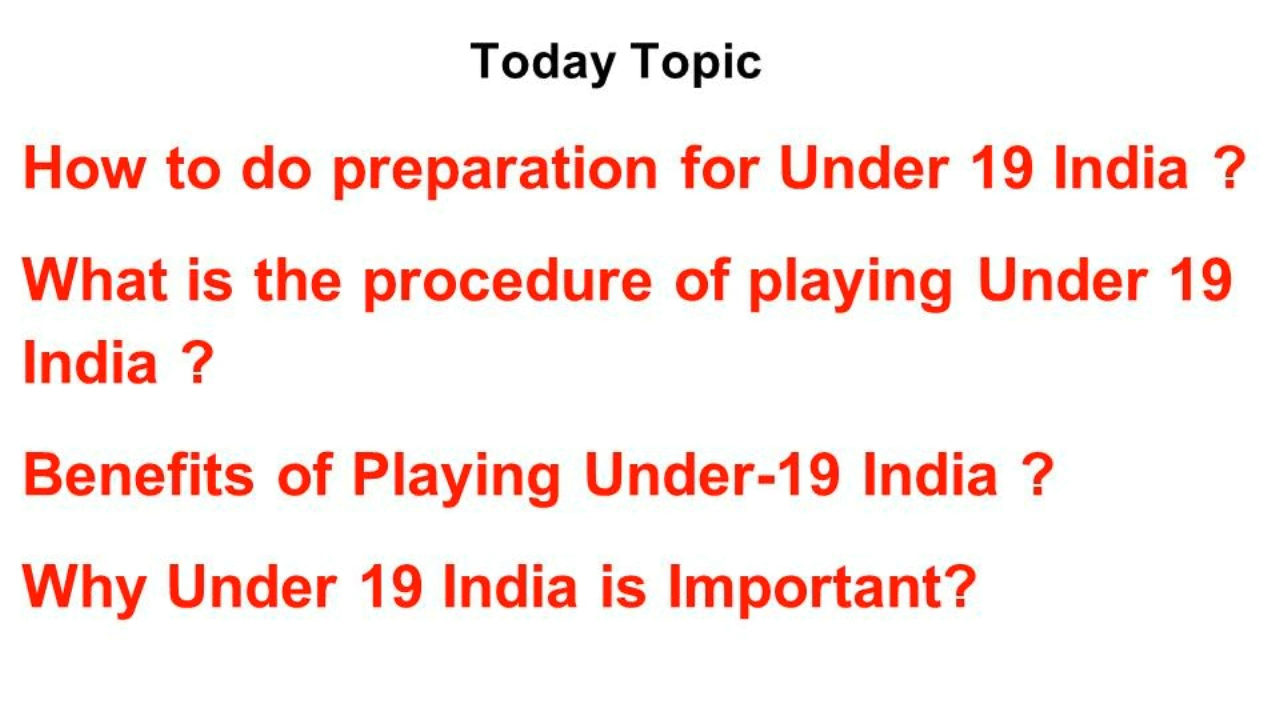 Today Topic
How to do preparation for Under 19 India ?
What is the procedure of playing Under 19
India ?
Benefits of Playing Under-19 India ?
Why Under 19 India is Important?